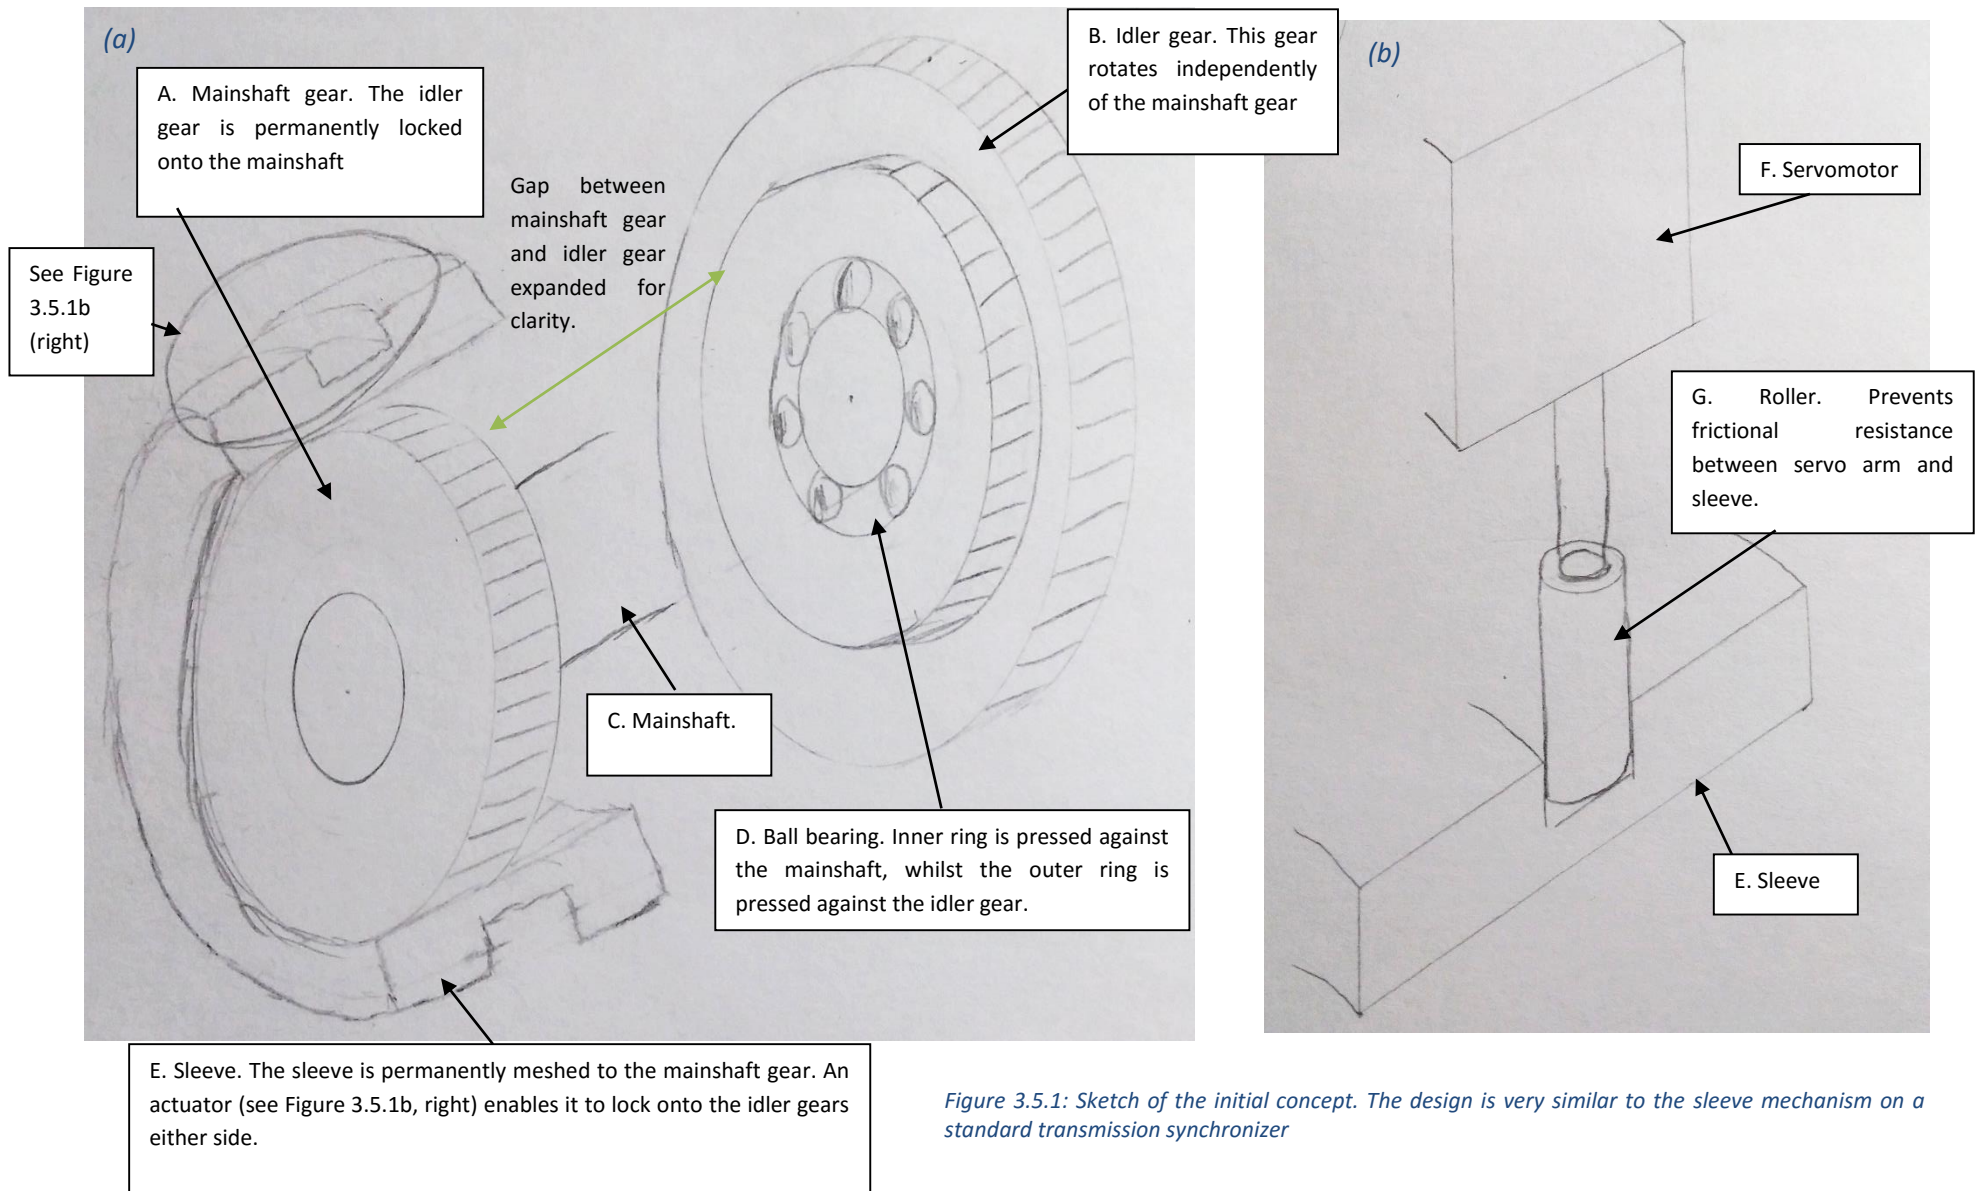 (a)
A. Mainshaft gear. The idler
gear is permanently locked
onto the mainshaft
See Figure
3.5.1b
(right)
Gap between
mainshaft gear
and idler gear
expanded for
clarity.
B. Idler gear. This gear
rotates independently
of the mainshaft gear
C. Mainshaft.
D. Ball bearing. Inner ring is pressed against
the mainshaft, whilst the outer ring is
pressed against the idler gear.
E. Sleeve. The sleeve is permanently meshed to the mainshaft gear. An
actuator (see Figure 3.5.1b, right) enables it to lock onto the idler gears
either side.
(b)
F. Servomotor
G. Roller. Prevents
frictional resistance
between servo arm and
sleeve.
E. Sleeve
Figure 3.5.1: Sketch of the initial concept. The design is very similar to the sleeve mechanism on a
standard transmission synchronizer